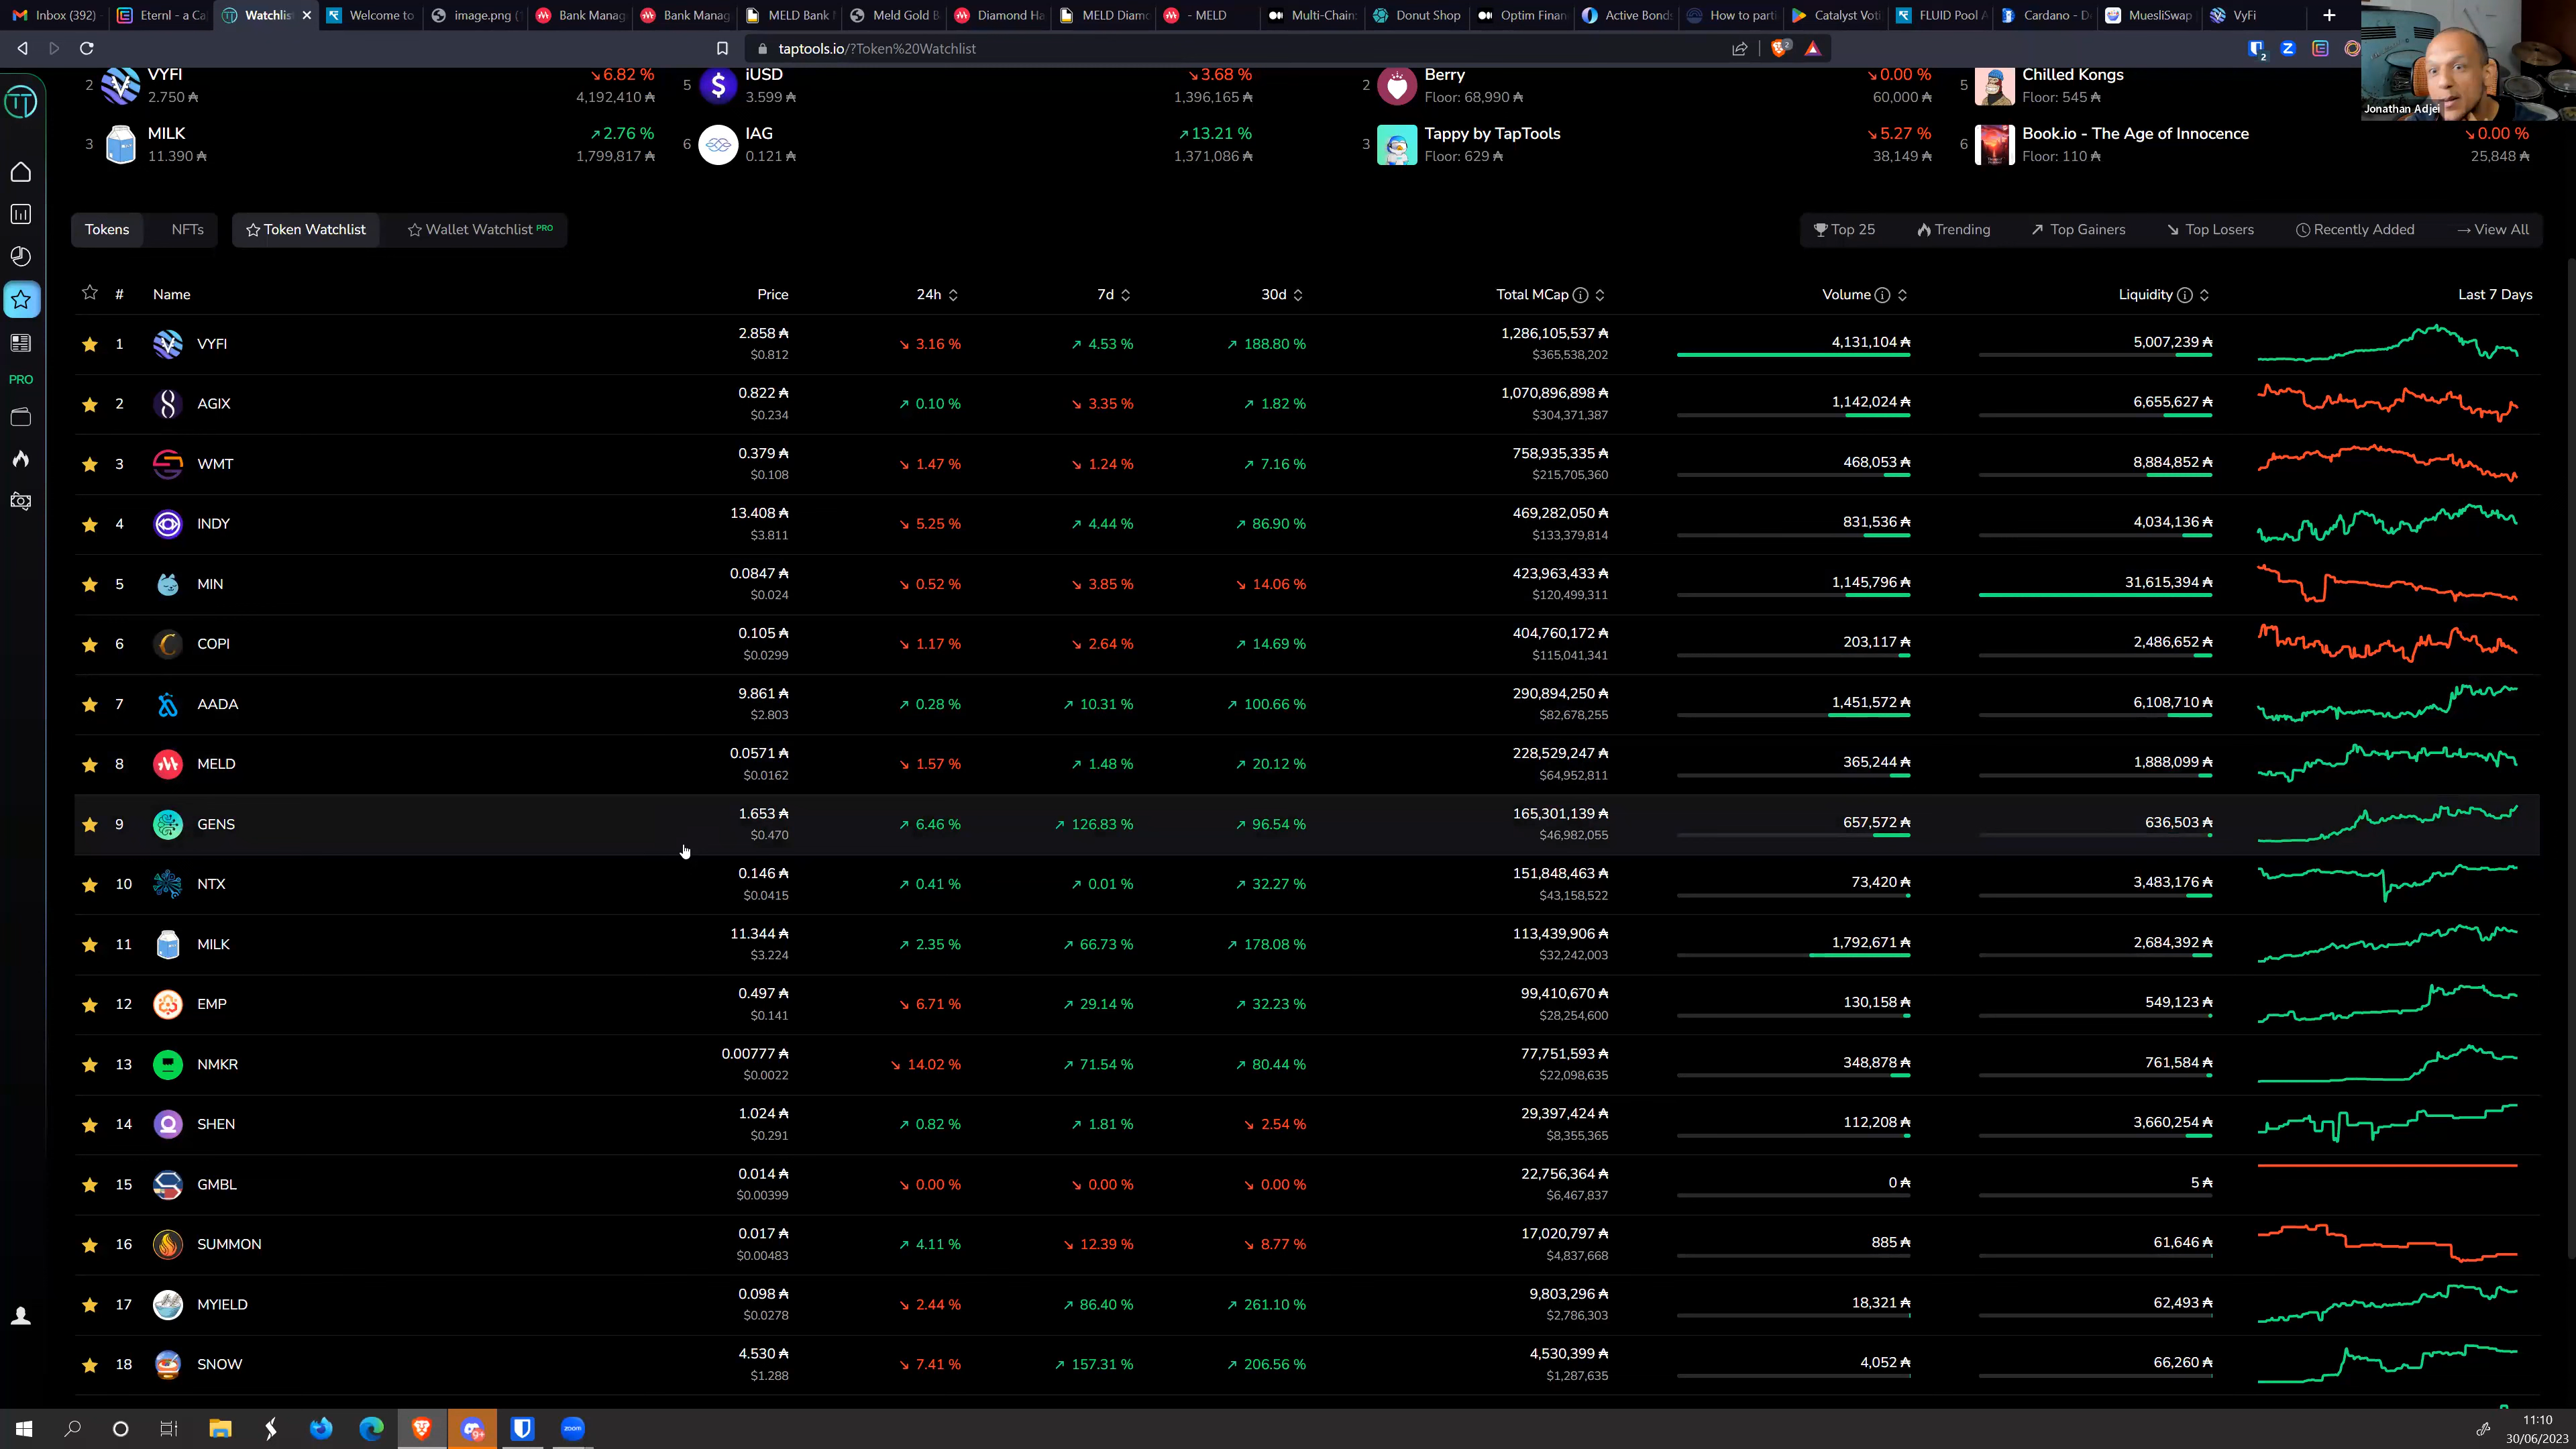 Inbox (392)
Eternl - a Ca
Watchlis
Welcome to
image.png (
Bank Manag
Bank Manag
MELD Bank
Meld Gold B
Diamond Ha
MELD Diamo
- MELD
Multi-Chain
Donut Shop
Optim Finan
Active Bonds
How to parti
Catalyst Voti
FLUID Pool A
Cardano - D
MuesliSwap
VyFi
taptools.io/?Token%20Watchlist
Jonathan Adjei
2 VYFI ↘ 6.82 % 5 iUSD ↘ 3.68 % 2 Berry ↘ 0.00 % 5 Chilled Kongs
2.750 ₳ 4,192,410 ₳ 3.599 ₳ 1,396,165 ₳ Floor: 68,990 ₳ 60,000 ₳ Floor: 545 ₳
3 MILK ↗ 2.76 % 6 IAG ↗ 13.21 % 3 Tappy by TapTools ↘ 5.27 % 6 Book.io - The Age of Innocence ↘ 0.00 %
11.390 ₳ 1,799,817 ₳ 0.121 ₳ 1,371,086 ₳ Floor: 629 ₳ 38,149 ₳ Floor: 110 ₳ 25,848 ₳
Tokens NFTs Token Watchlist Wallet Watchlist PRO Top 25 Trending Top Gainers Top Losers Recently Added → View All
# Name Price 24h 7d 30d Total MCap Volume Liquidity Last 7 Days
PRO
1 VYFI 2.858 ₳ ↘ 3.16 % ↗ 4.53 % ↗ 188.80 % 1,286,105,537 ₳ 4,131,104 ₳ 5,007,239 ₳
$0.812 $365,538,202
2 AGIX 0.822 ₳ ↗ 0.10 % ↘ 3.35 % ↗ 1.82 % 1,070,896,898 ₳ 1,142,024 ₳ 6,655,627 ₳
$0.234 $304,371,387
3 WMT 0.379 ₳ ↘ 1.47 % ↘ 1.24 % ↗ 7.16 % 758,935,335 ₳ 468,053 ₳ 8,884,852 ₳
$0.108 $215,705,360
4 INDY 13.408 ₳ ↘ 5.25 % ↗ 4.44 % ↗ 86.90 % 469,282,050 ₳ 831,536 ₳ 4,034,136 ₳
$3.811 $133,379,814
5 MIN 0.0847 ₳ ↘ 0.52 % ↘ 3.85 % ↘ 14.06 % 423,963,433 ₳ 1,145,796 ₳ 31,615,394 ₳
$0.024 $120,499,311
6 COPI 0.105 ₳ ↘ 1.17 % ↘ 2.64 % ↗ 14.69 % 404,760,172 ₳ 203,117 ₳ 2,486,652 ₳
$0.0299 $115,041,341
7 AADA 9.861 ₳ ↗ 0.28 % ↗ 10.31 % ↗ 100.66 % 290,894,250 ₳ 1,451,572 ₳ 6,108,710 ₳
$2.803 $82,678,255
8 MELD 0.0571 ₳ ↘ 1.57 % ↗ 1.48 % ↗ 20.12 % 228,529,247 ₳ 365,244 ₳ 1,888,099 ₳
$0.0162 $64,952,811
9 GENS 1.653 ₳ ↗ 6.46 % ↗ 126.83 % ↗ 96.54 % 165,301,139 ₳ 657,572 ₳ 636,503 ₳
$0.470 $46,982,055
10 NTX 0.146 ₳ ↗ 0.41 % ↗ 0.01 % ↗ 32.27 % 151,848,463 ₳ 73,420 ₳ 3,483,176 ₳
$0.0415 $43,158,522
11 MILK 11.344 ₳ ↗ 2.35 % ↗ 66.73 % ↗ 178.08 % 113,439,906 ₳ 1,792,671 ₳ 2,684,392 ₳
$3.224 $32,242,003
12 EMP 0.497 ₳ ↘ 6.71 % ↗ 29.14 % ↗ 32.23 % 99,410,670 ₳ 130,158 ₳ 549,123 ₳
$0.141 $28,254,600
13 NMKR 0.00777 ₳ ↘ 14.02 % ↗ 71.54 % ↗ 80.44 % 77,751,593 ₳ 348,878 ₳ 761,584 ₳
$0.0022 $22,098,635
14 SHEN 1.024 ₳ ↗ 0.82 % ↗ 1.81 % ↘ 2.54 % 29,397,424 ₳ 112,208 ₳ 3,660,254 ₳
$0.291 $8,355,365
15 GMBL 0.014 ₳ ↘ 0.00 % ↘ 0.00 % ↘ 0.00 % 22,756,364 ₳ 0 ₳ 5 ₳
$0.00399 $6,467,837
16 SUMMON 0.017 ₳ ↗ 4.11 % ↘ 12.39 % ↘ 8.77 % 17,020,797 ₳ 885 ₳ 61,646 ₳
$0.00483 $4,837,668
17 MYIELD 0.098 ₳ ↘ 2.44 % ↗ 86.40 % ↗ 261.10 % 9,803,296 ₳ 18,321 ₳ 62,493 ₳
$0.0278 $2,786,303
18 SNOW 4.530 ₳ ↘ 7.41 % ↗ 157.31 % ↗ 206.56 % 4,530,399 ₳ 4,052 ₳ 66,260 ₳
$1.288 $1,287,635
zoom
11:10
30/06/2023